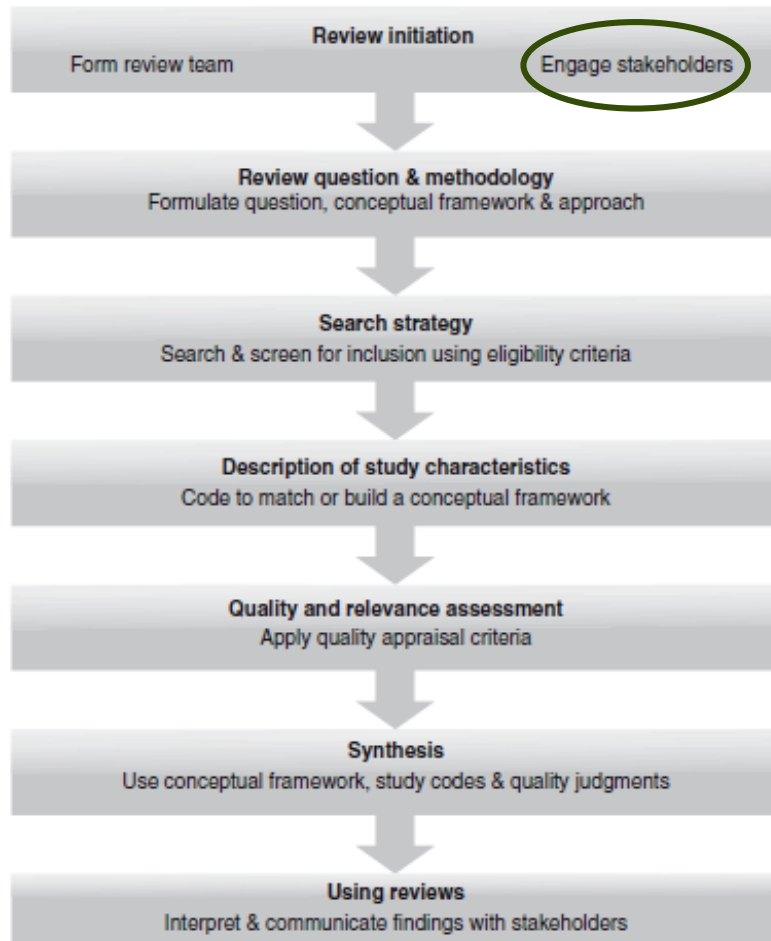 Review initiation
Form review team Engage stakeholders
Review question & methodology
Formulate question, conceptual framework & approach
Search strategy
Search & screen for inclusion using eligibility criteria
Description of study characteristics
Code to match or build a conceptual framework
Quality and relevance assessment
Apply quality appraisal criteria
Synthesis
Use conceptual framework, study codes & quality judgments
Using reviews
Interpret & communicate findings with stakeholders